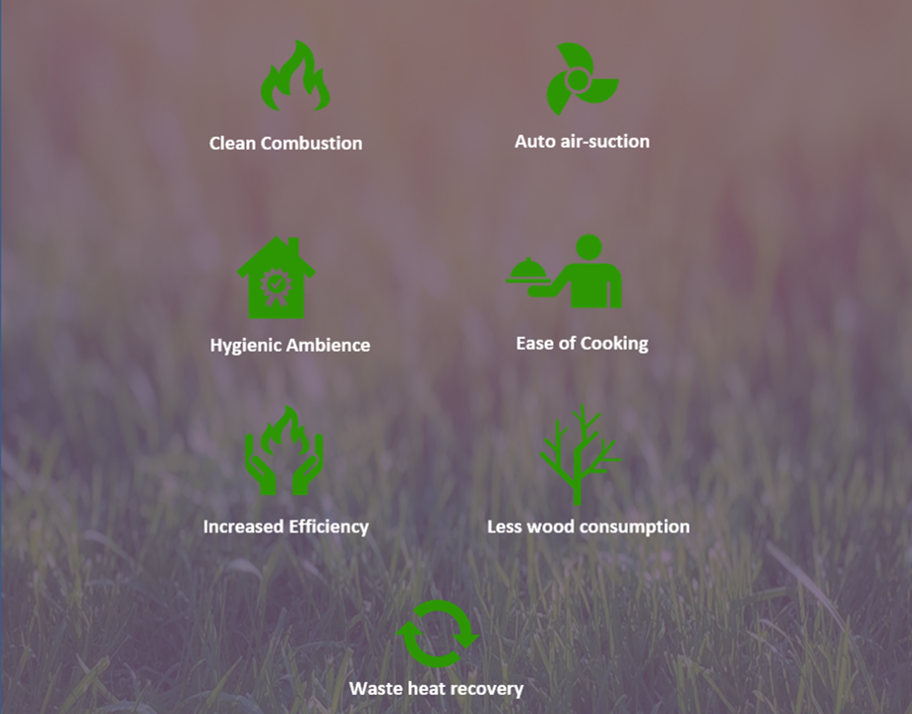 Clean Combustion
Auto air-suction
Hygienic Ambience
Ease of Cooking
Increased Efficiency
Less wood consumption
Waste heat recovery